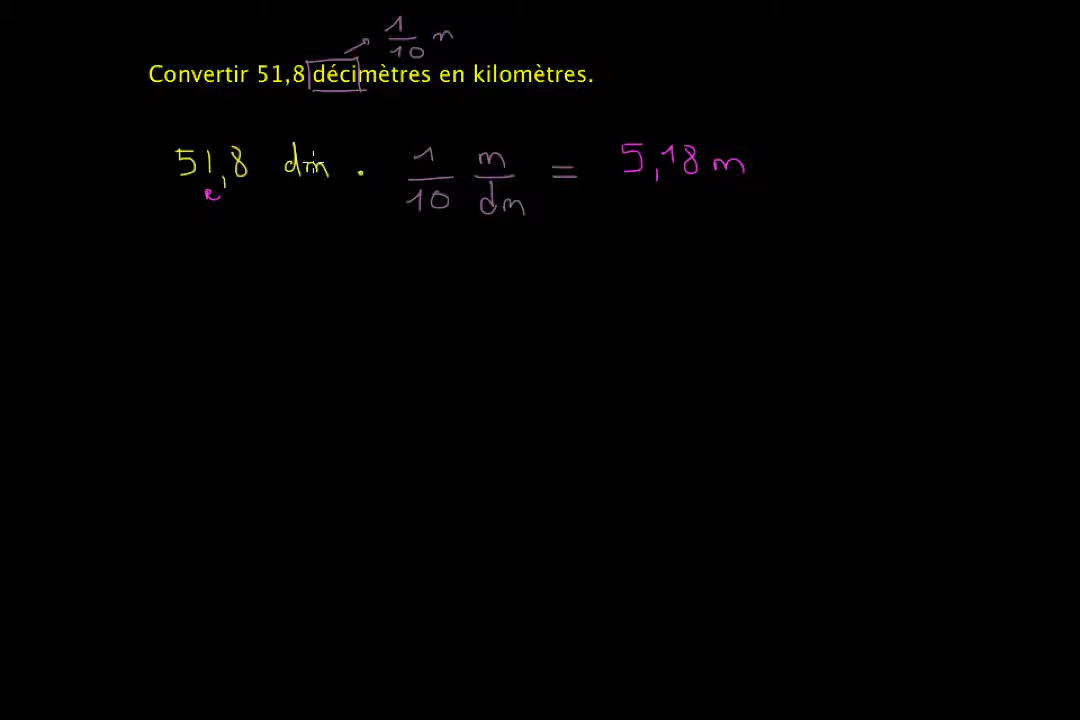 1/10 m
Convertir 51,8 décimètres en kilomètres.
51,8 dm . 1/10 m/dm = 5,18 m